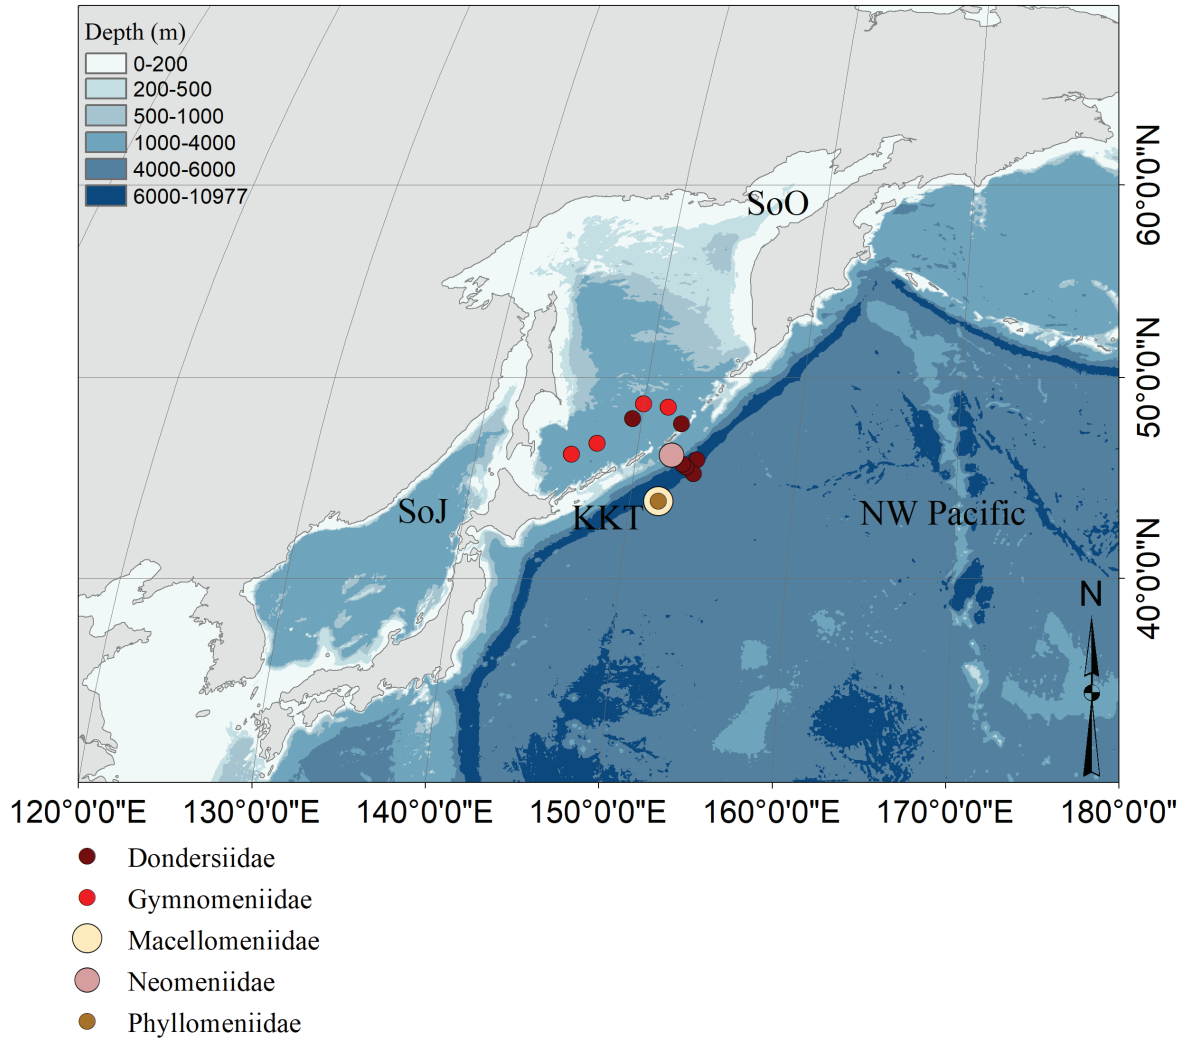 Depth (m)
0-200
200-500
500-1000
1000-4000
4000-6000
6000-10977
SoO
SoJ
KKT
NW Pacific
N
60°0'0"N
50°0'0"N
40°0'0"N
120°0'0"E
130°0'0"E
140°0'0"E
150°0'0"E
160°0'0"E
170°0'0"E
180°0'0"
Dondersiidae
Gymnomeniidae
Macellomeniidae
Neomeniidae
Phyllomeniidae